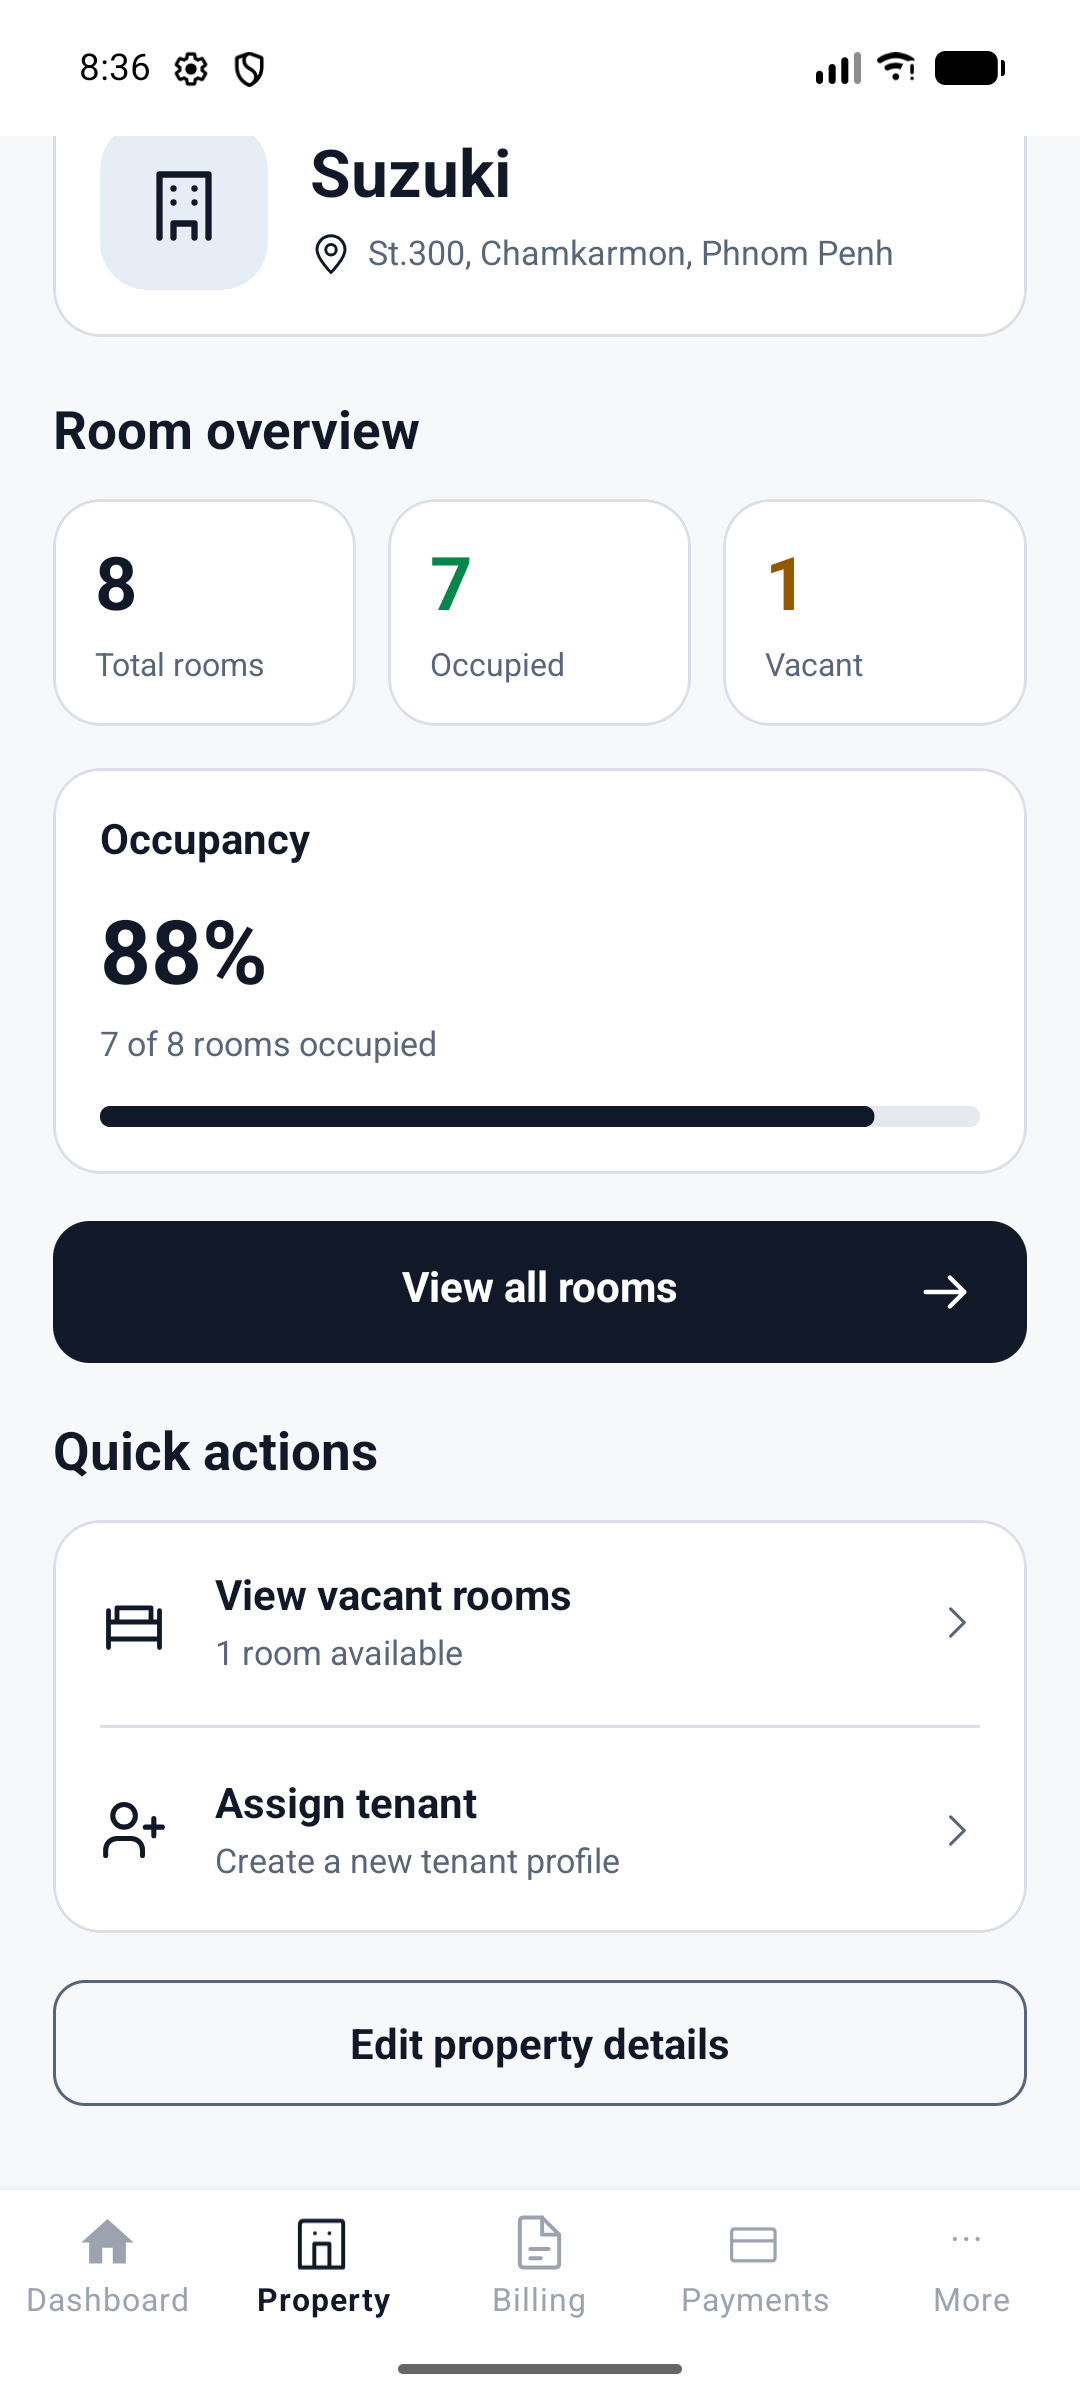 8:36
Suzuki
St.300, Chamkarmon, Phnom Penh
Room overview
8
Total rooms
7
Occupied
1
Vacant
Occupancy
88%
7 of 8 rooms occupied
View all rooms
Quick actions
View vacant rooms
1 room available
Assign tenant
Create a new tenant profile
Edit property details
Dashboard
Property
Billing
Payments
More